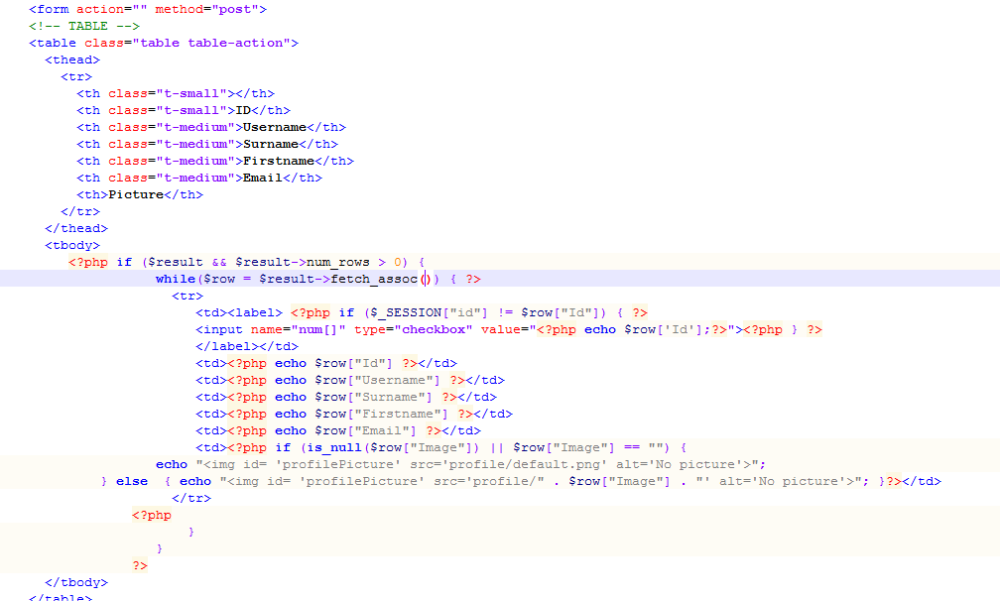 <form action="" method="post">
<!-- TABLE -->
<table class="table table-action">
<thead>
<tr>
<th class="t-small"></th>
<th class="t-small">ID</th>
<th class="t-medium">Username</th>
<th class="t-medium">Surname</th>
<th class="t-medium">Firstname</th>
<th class="t-medium">Email</th>
<th>Picture</th>
</tr>
</thead>
<tbody>
<?php if ($result && $result->num_rows > 0) {
while($row = $result->fetch_assoc()) { ?>
<tr>
<td><label> <?php if ($_SESSION["id"] != $row["Id"]) { ?>
<input name="num[]" type="checkbox" value="<?php echo $row['Id'];?>"><?php } ?>
</label></td>
<td><?php echo $row["Id"] ?></td>
<td><?php echo $row["Username"] ?></td>
<td><?php echo $row["Surname"] ?></td>
<td><?php echo $row["Firstname"] ?></td>
<td><?php echo $row["Email"] ?></td>
<td><?php if (is_null($row["Image"]) || $row["Image"] == "") {
echo "<img id= 'profilePicture' src='profile/default.png' alt='No picture'>";
} else  { echo "<img id= 'profilePicture' src='profile/" . $row["Image"] . "' alt='No picture'>"; }?></td>
</tr>
<?php
}
}
?>
</tbody>
</table>